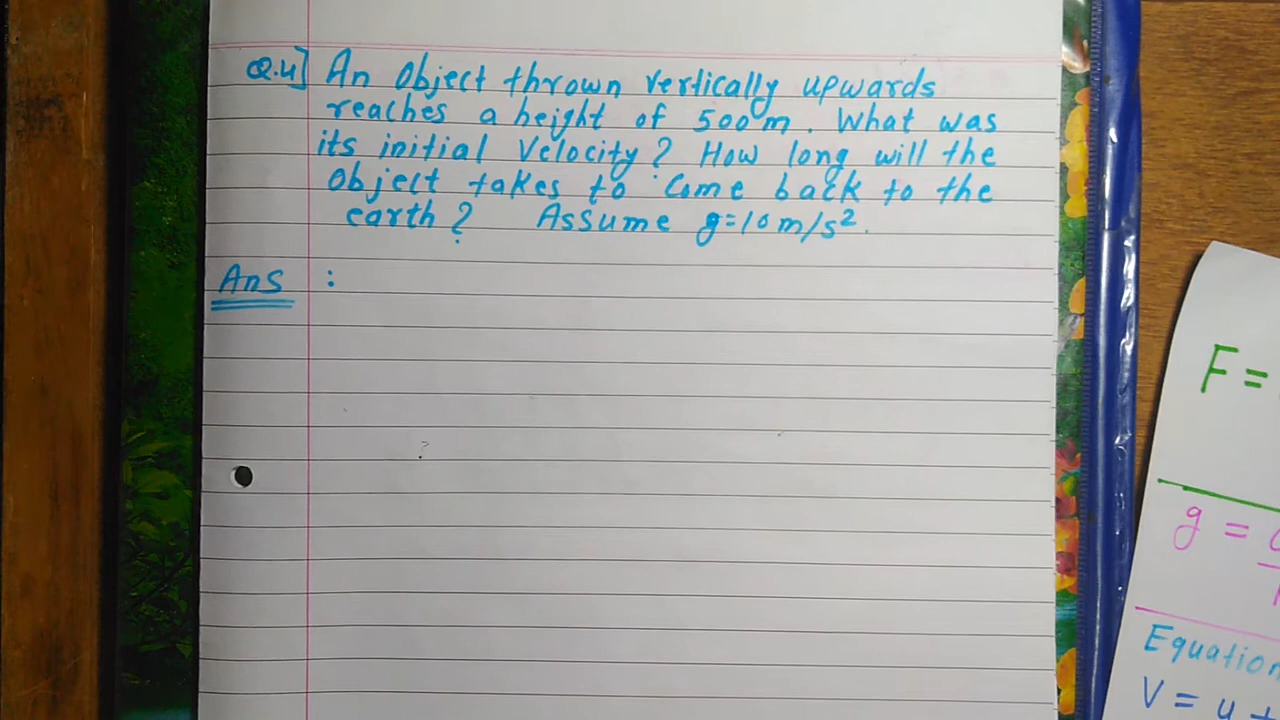 Q.4] An object thrown vertically upwards
reaches a height of 500m. What was
its initial velocity? How long will the
object takes to come back to the
earth? Assume g=10m/s².
Ans :
F =
g =
Equation
V = u +